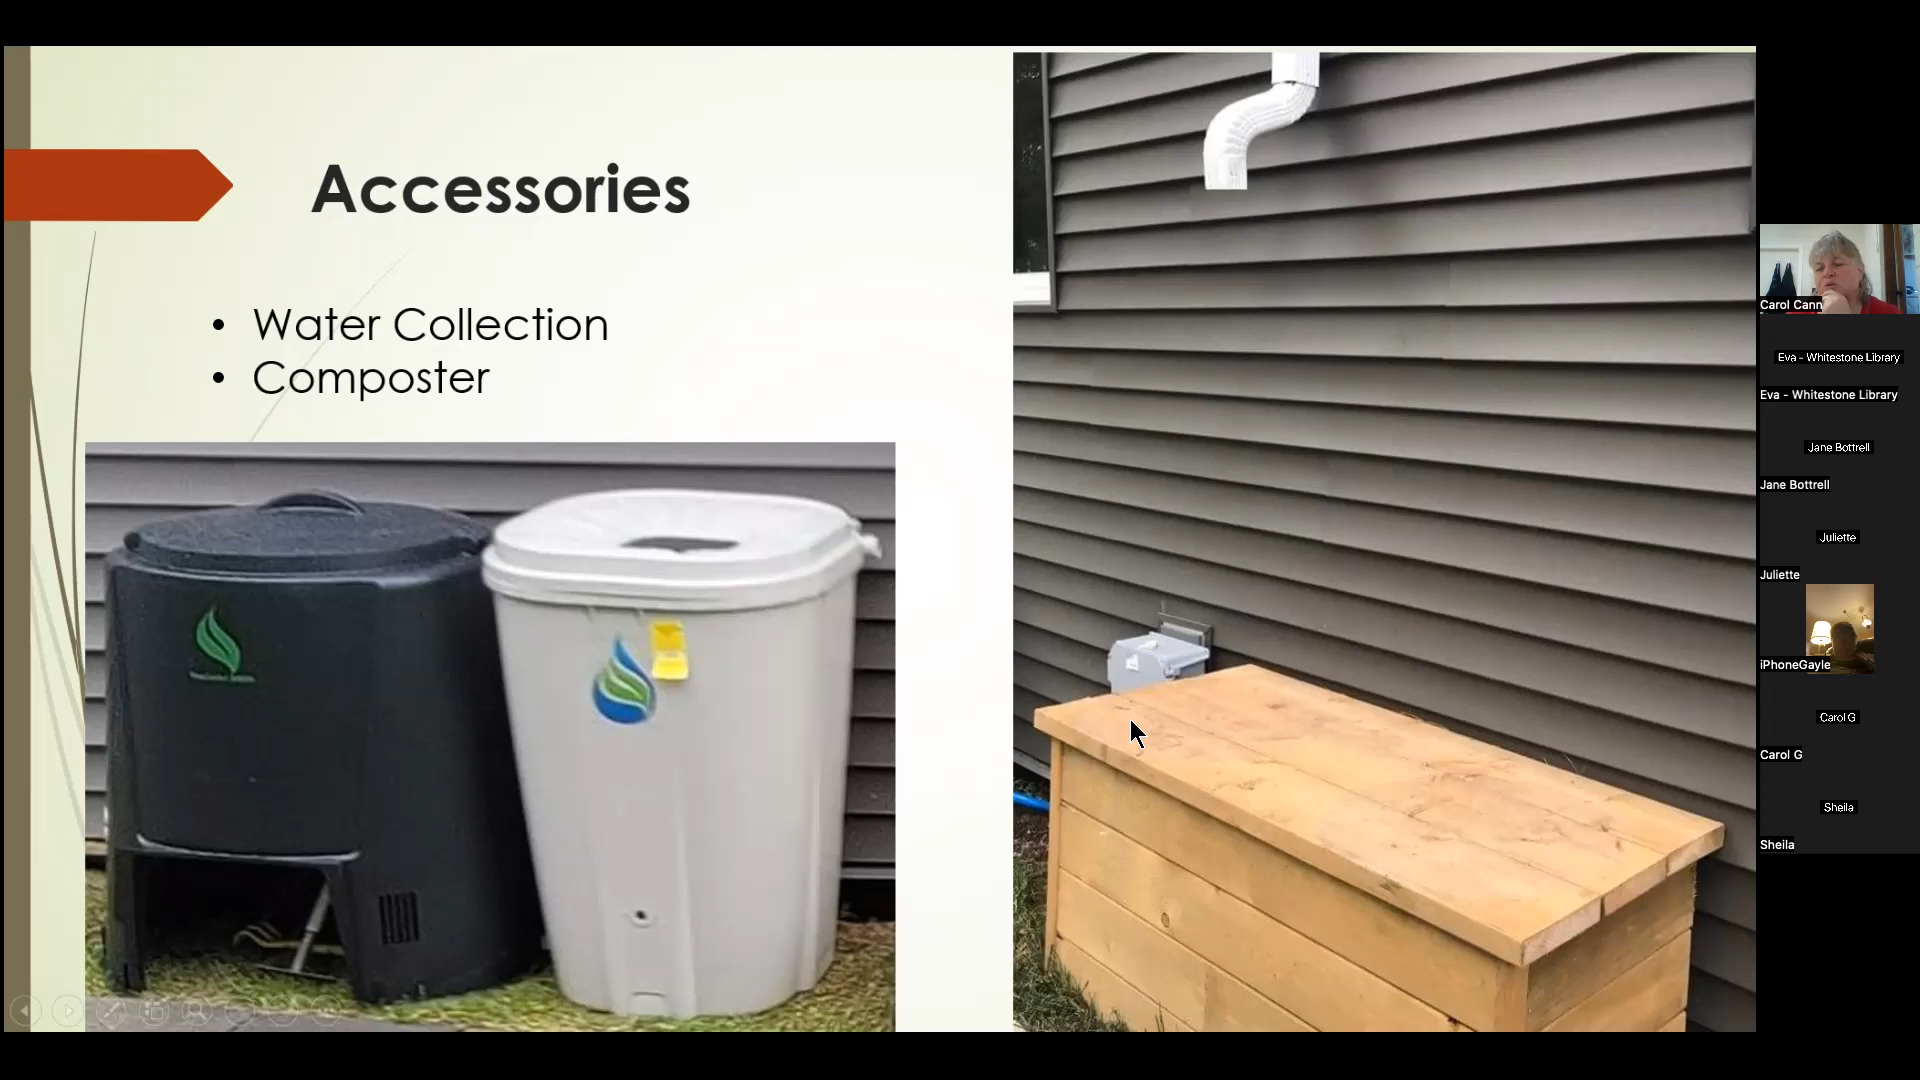 Accessories
• Water Collection
• Composter
Carol Cann
Eva - Whitestone Library
Eva - Whitestone Library
Jane Bottrell
Jane Bottrell
Juliette
Juliette
iPhoneGayle
Carol G
Carol G
Sheila
Sheila